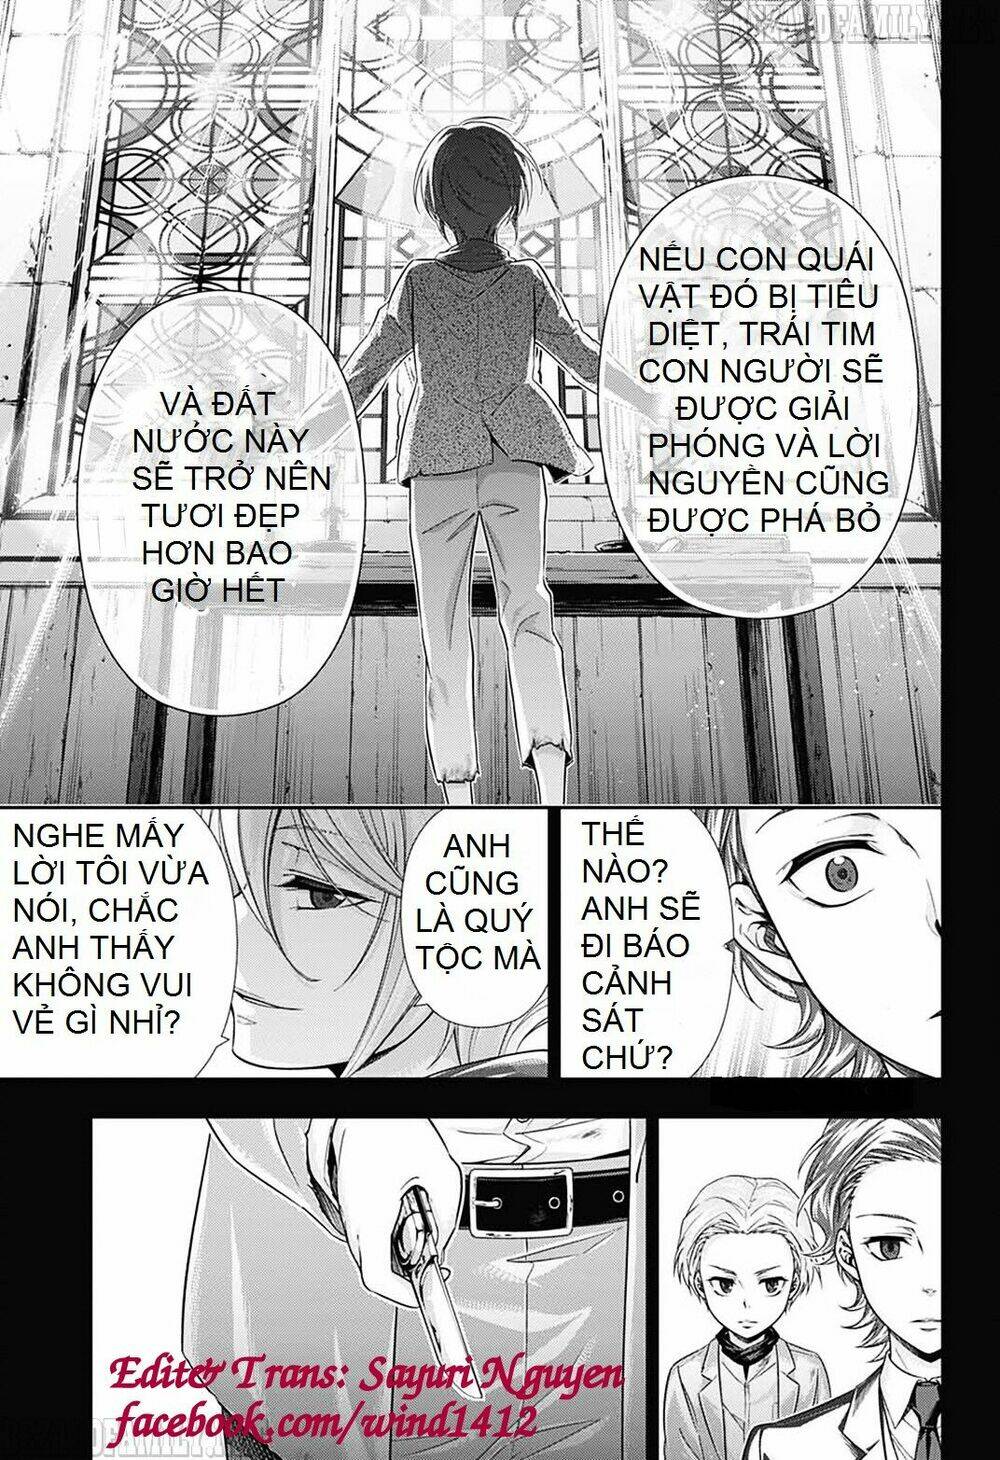 NẾU CON QUÁI
VẬT ĐÓ BỊ TIÊU
DIỆT, TRÁI TIM
CON NGƯỜI SẼ
ĐƯỢC GIẢI
PHÓNG VÀ LỜI
NGUYỀN CŨNG
ĐƯỢC PHÁ BỎ
VÀ ĐẤT
NƯỚC NÀY
SẼ TRỞ NÊN
TƯƠI ĐẸP
HƠN BAO
GIỜ HẾT
THẾ
NÀO?
ANH SẼ
ĐI BÁO
CẢNH
SÁT
CHỨ?
ANH
CŨNG
LÀ QUÝ
TỘC MÀ
NGHE MẤY
LỜI TÔI VỪA
NÓI, CHẮC
ANH THẤY
KHÔNG VUI
VẺ GÌ NHỈ?
Edit& Trans: Sayuri Nguyen
facebook.com/wind1412